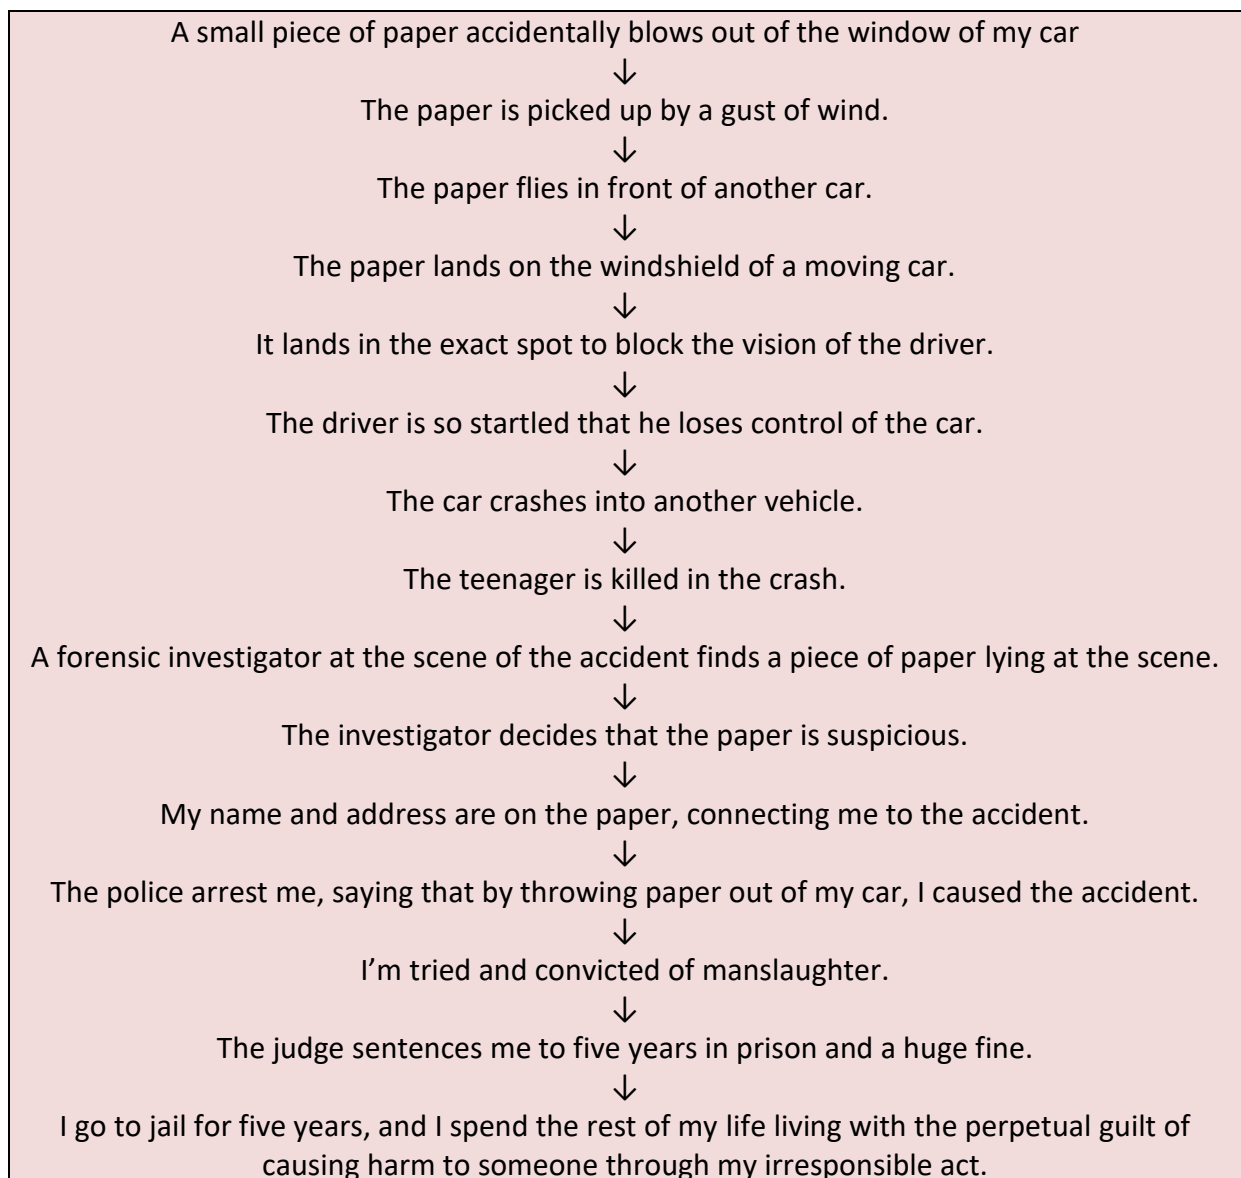 A small piece of paper accidentally blows out of the window of my car
↓
The paper is picked up by a gust of wind.
↓
The paper flies in front of another car.
↓
The paper lands on the windshield of a moving car.
↓
It lands in the exact spot to block the vision of the driver.
↓
The driver is so startled that he loses control of the car.
↓
The car crashes into another vehicle.
↓
The teenager is killed in the crash.
↓
A forensic investigator at the scene of the accident finds a piece of paper lying at the scene.
↓
The investigator decides that the paper is suspicious.
↓
My name and address are on the paper, connecting me to the accident.
↓
The police arrest me, saying that by throwing paper out of my car, I caused the accident.
↓
I’m tried and convicted of manslaughter.
↓
The judge sentences me to five years in prison and a huge fine.
↓
I go to jail for five years, and I spend the rest of my life living with the perpetual guilt of
causing harm to someone through my irresponsible act.